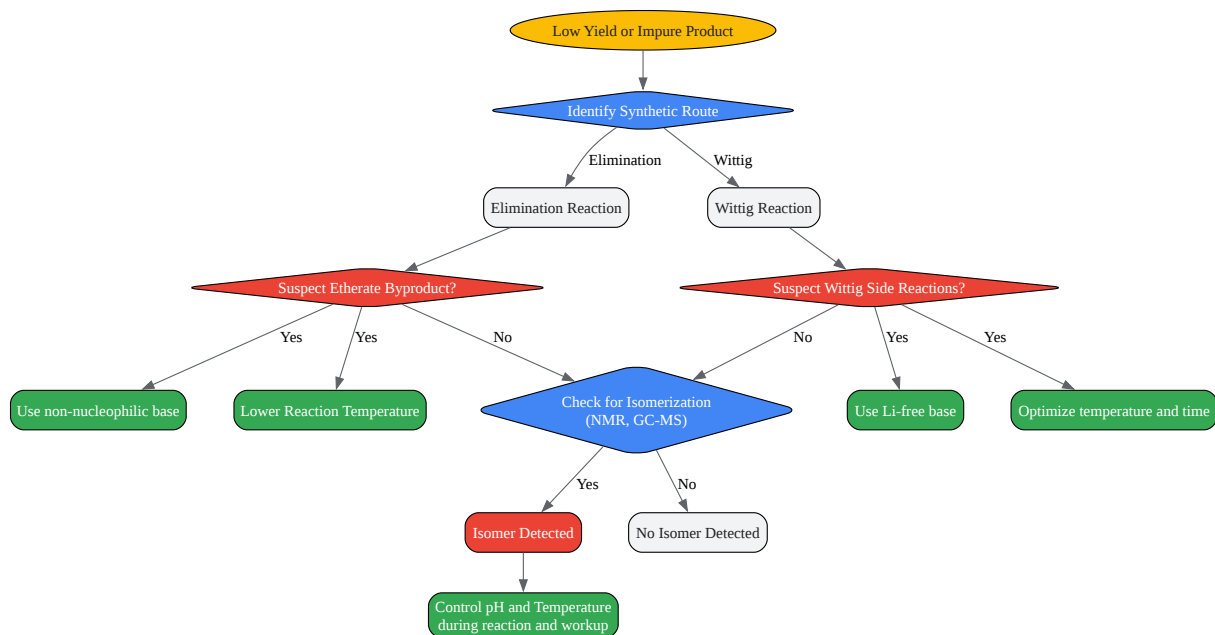 Low Yield or Impure Product
Identify Synthetic Route
Elimination
Wittig
Elimination Reaction
Wittig Reaction
Suspect Etherate Byproduct?
Suspect Wittig Side Reactions?
Yes
Yes
No
No
Yes
Yes
Use non-nucleophilic base
Lower Reaction Temperature
Check for Isomerization
(NMR, GC-MS)
Use Li-free base
Optimize temperature and time
Yes
No
Isomer Detected
No Isomer Detected
Control pH and Temperature
during reaction and workup